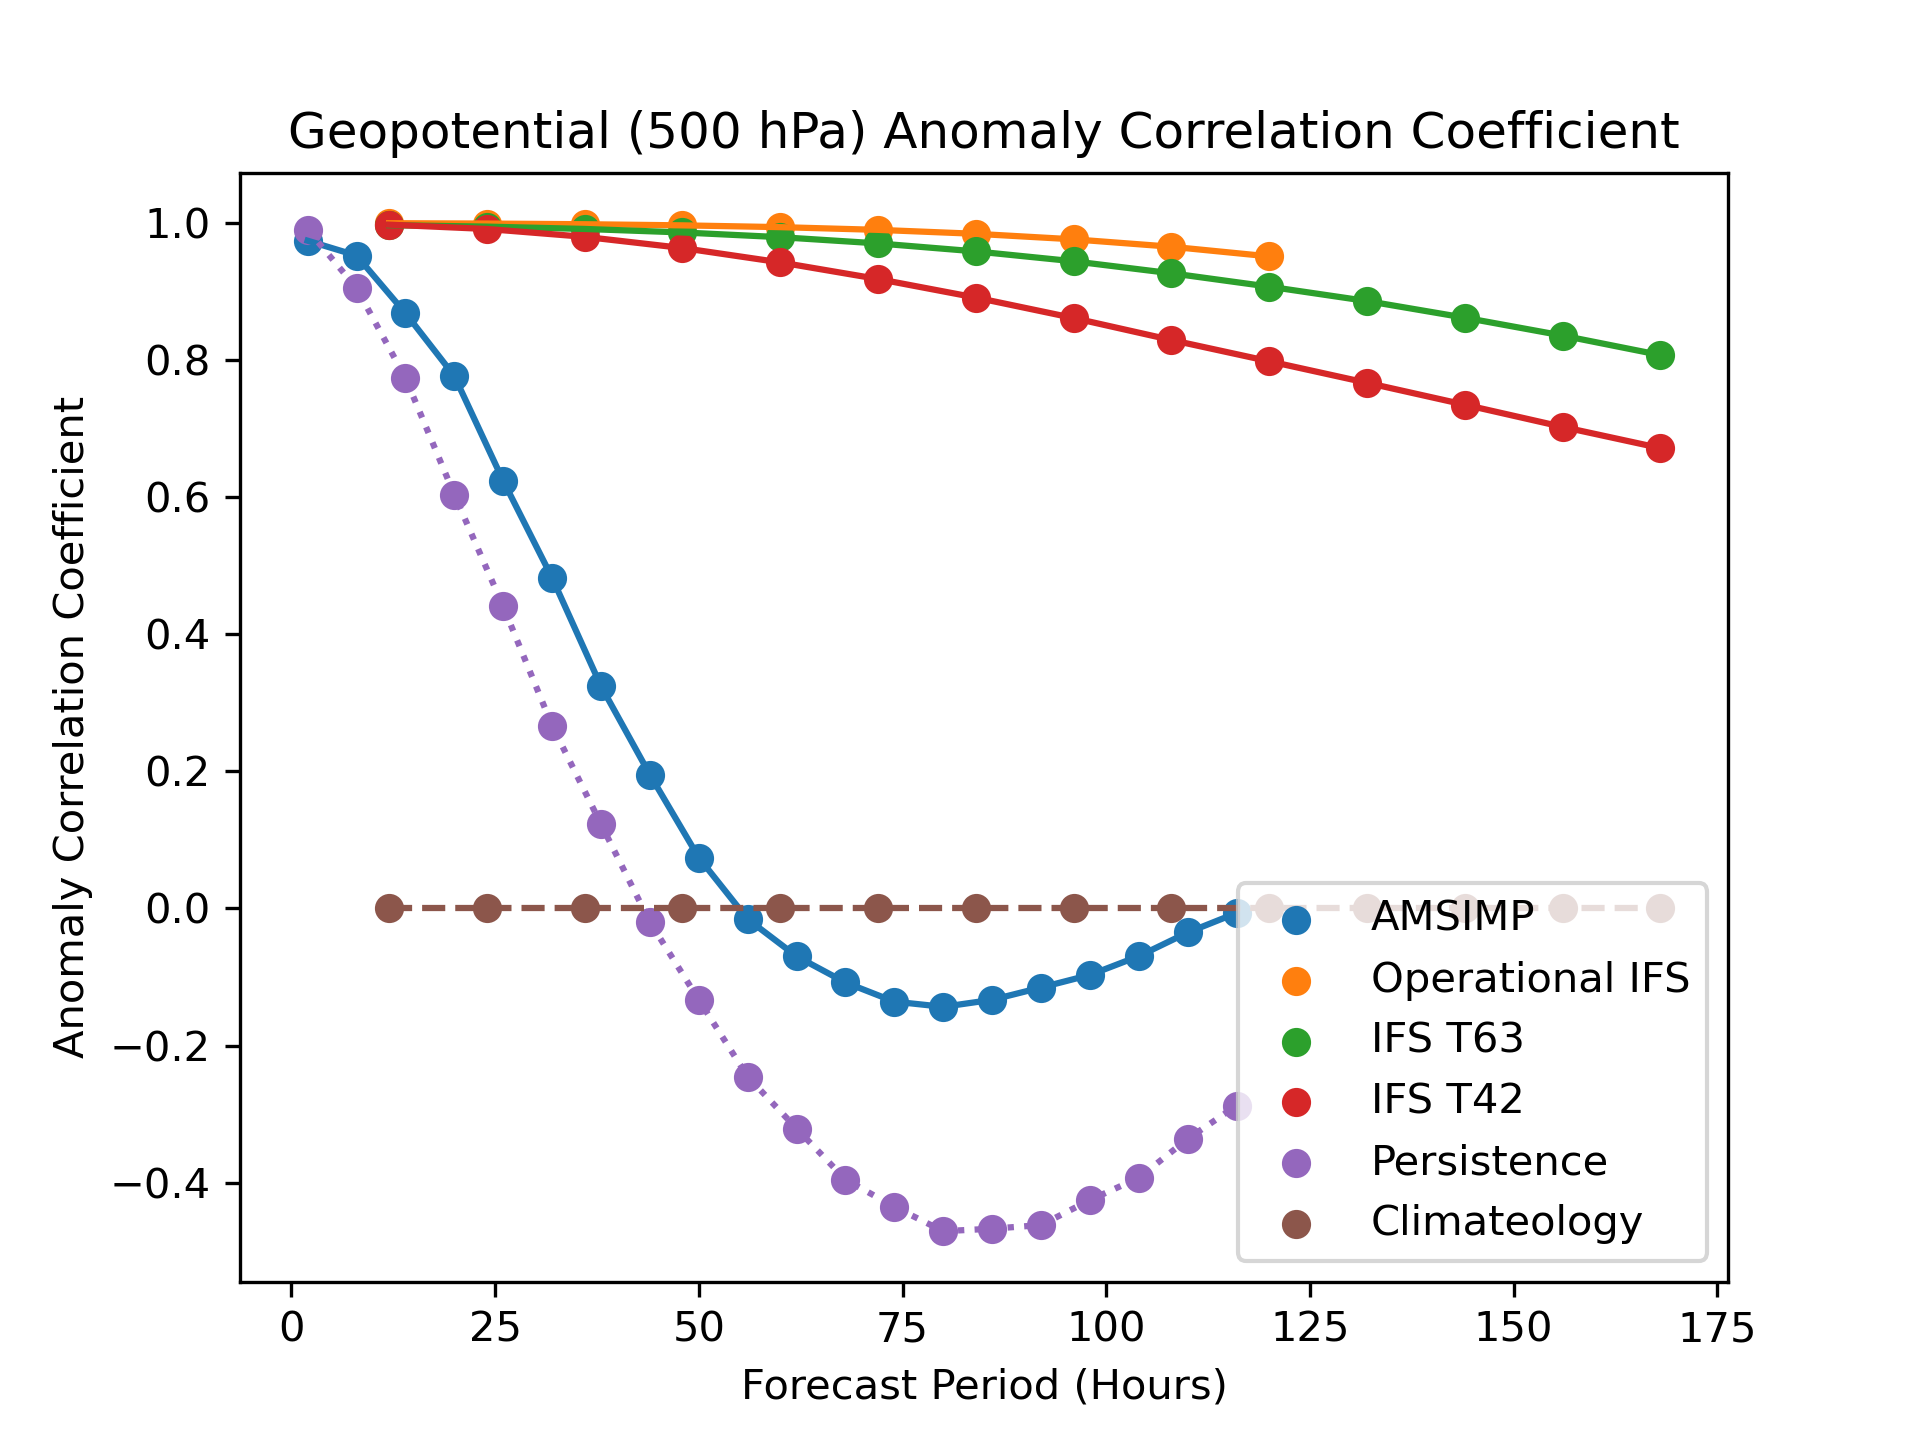 Geopotential (500 hPa) Anomaly Correlation Coefficient
Anomaly Correlation Coefficient
1.0
0.8
0.6
0.4
0.2
0.0
−0.2
−0.4
AMSIMP
Operational IFS
IFS T63
IFS T42
Persistence
Climateology
0 25 50 75 100 125 150 175
Forecast Period (Hours)